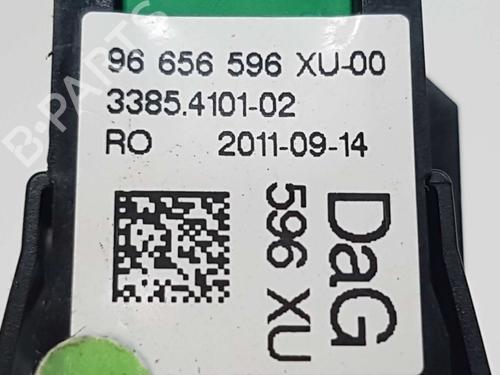 96 656 596 XU-00
3385.4101-02
RO 2011-09-14
DaG
596 XU
B-PARTS